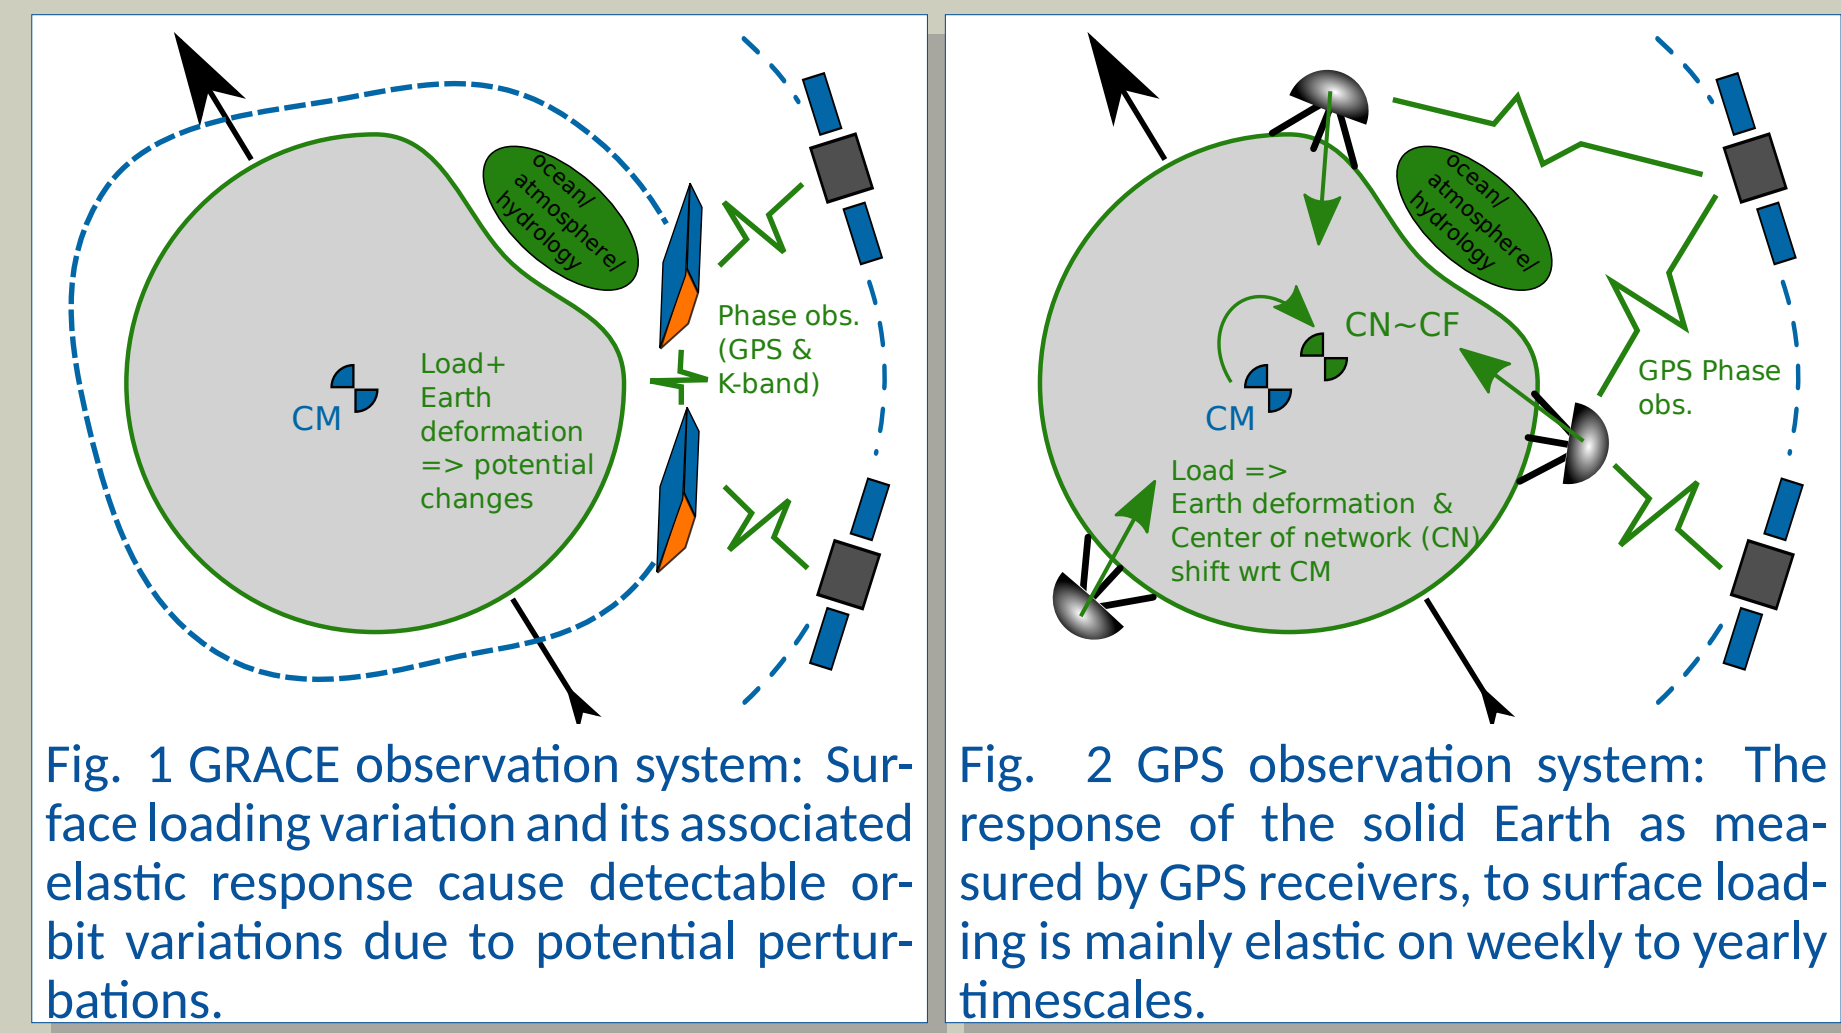 ocean/
atmosphere/
hydrology
Phase obs.
(GPS &
K-band)
Load+
Earth
deformation
=> potential
changes
CM
Fig. 1 GRACE observation system: Sur-
face loading variation and its associated
elastic response cause detectable or-
bit variations due to potential pertur-
bations.
ocean/
atmosphere/
hydrology
CN~CF
GPS Phase
obs.
CM
Load =>
Earth deformation &
Center of network (CN)
shift wrt CM
Fig. 2 GPS observation system: The
response of the solid Earth as mea-
sured by GPS receivers, to surface load-
ing is mainly elastic on weekly to yearly
timescales.